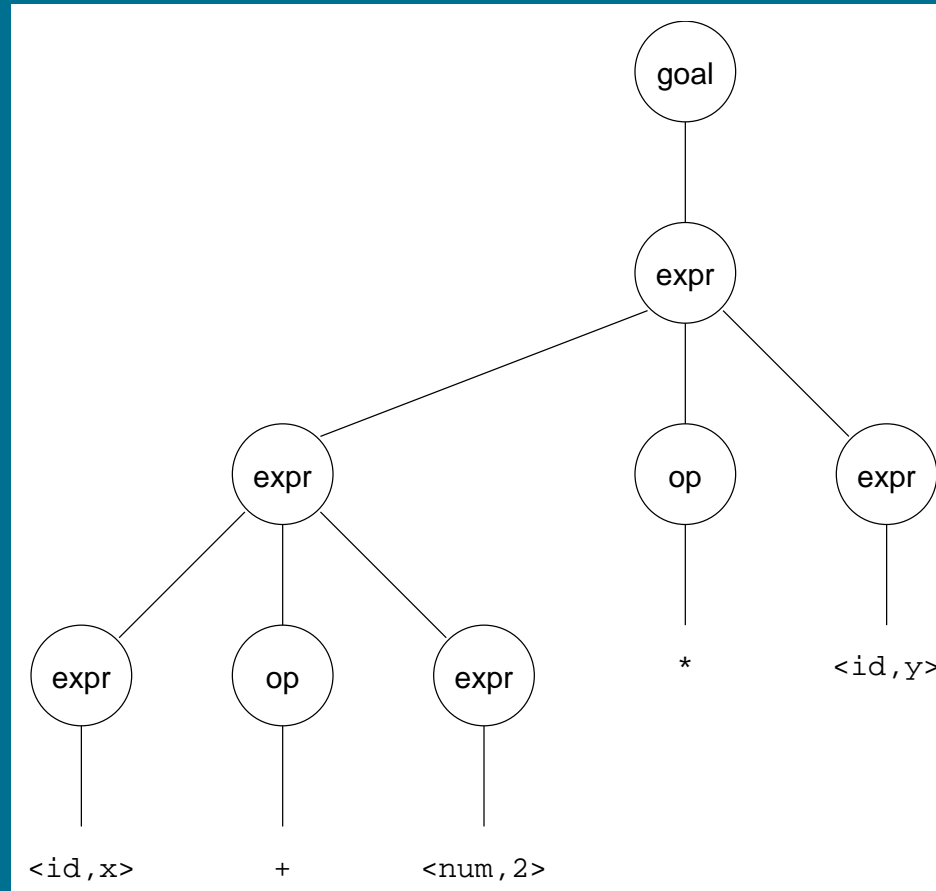 goal
expr
expr op expr
expr op expr * <id,y>
<id,x> + <num,2>